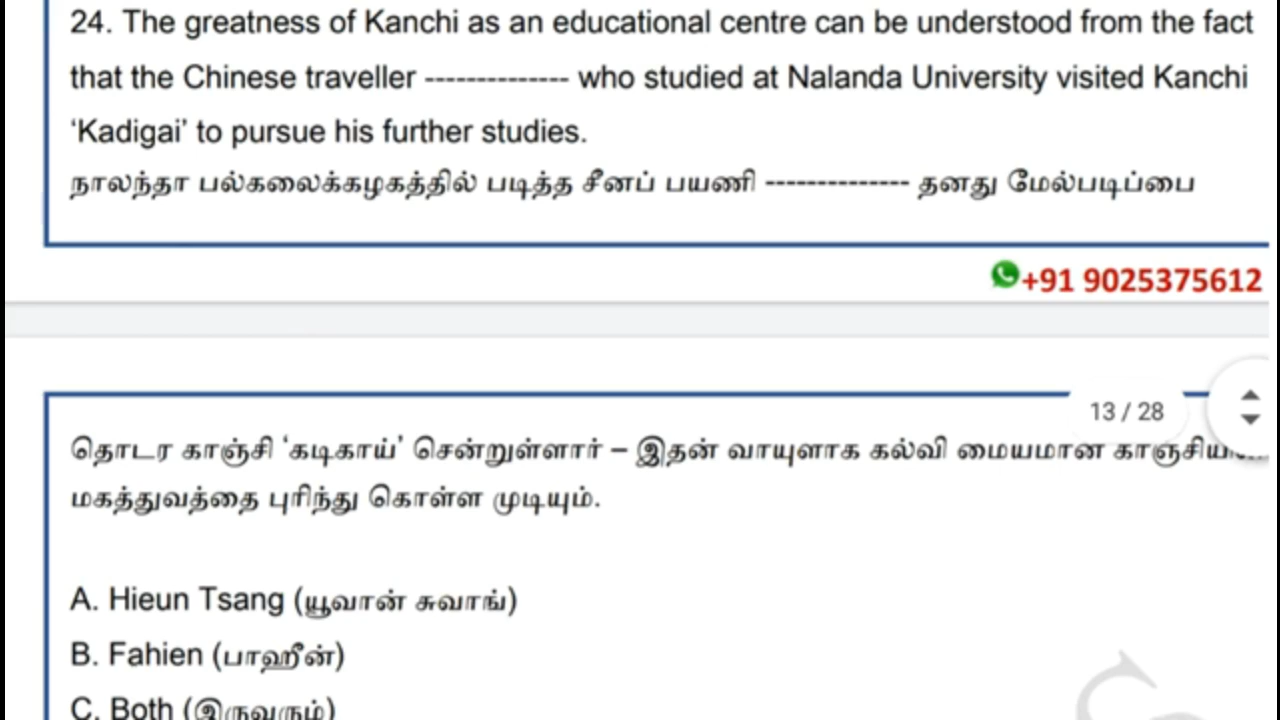 24. The greatness of Kanchi as an educational centre can be understood from the fact
that the Chinese traveller -------------- who studied at Nalanda University visited Kanchi
‘Kadigai’ to pursue his further studies.
நாலந்தா பல்கலைக்கழகத்தில் படித்த சீனப் பயணி -------------- தனது மேல்படிப்பை
+91 9025375612
13 / 28
தொடர காஞ்சி ‘கடிகாய்’ சென்றுள்ளார் – இதன் வாயுளாக கல்வி மையமான
மகத்துவத்தை புரிந்து கொள்ள முடியும்.
A. Hieun Tsang (யூவான் சுவாங்)
B. Fahien (பாஹீன்)
C. Both (இருவரும்)